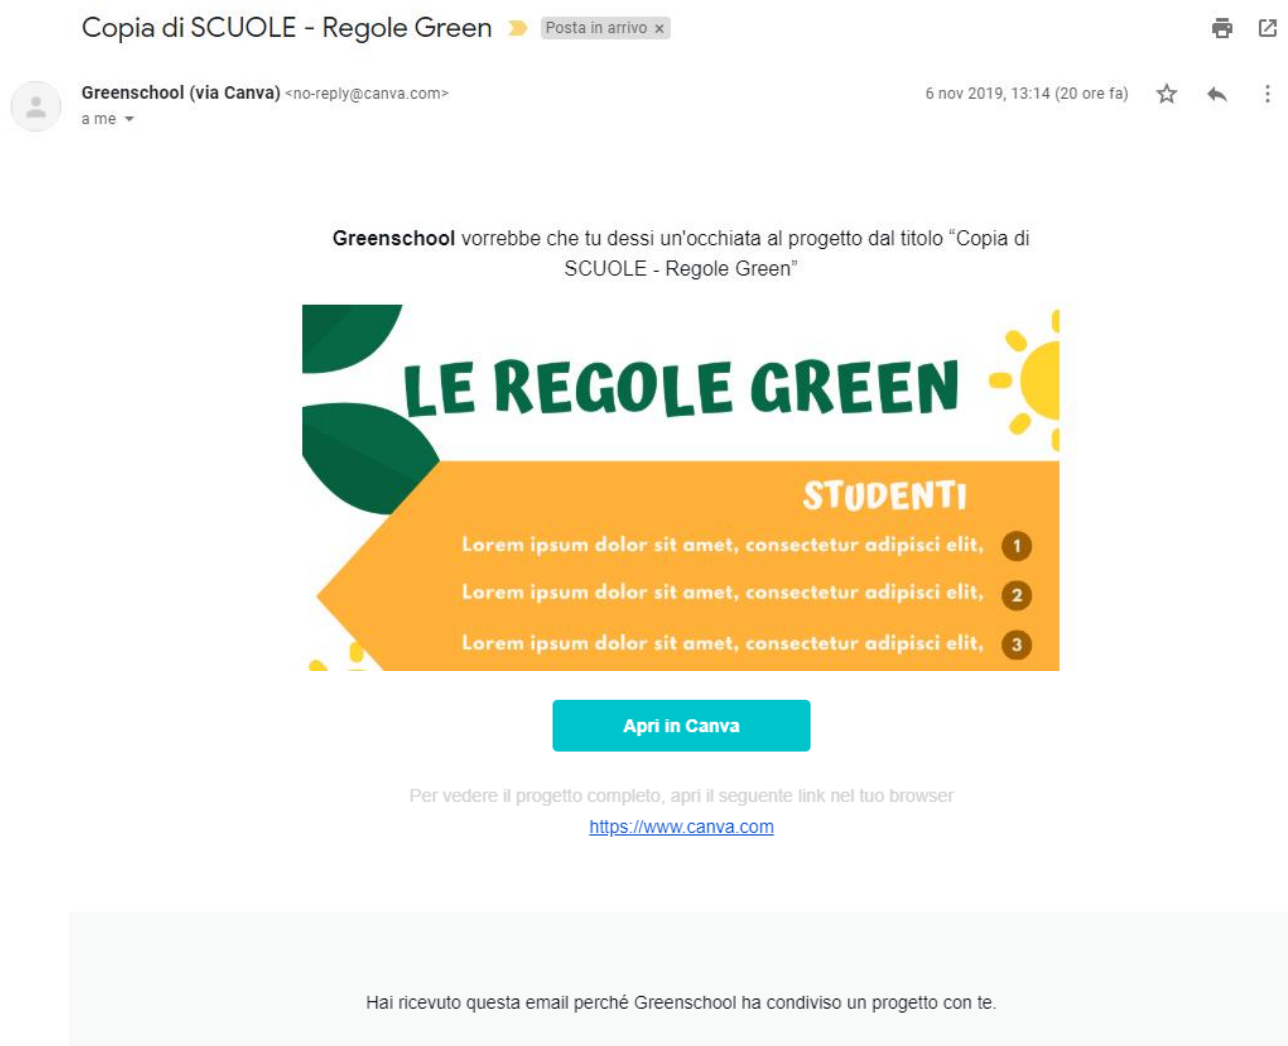 Copia di SCUOLE - Regole Green Posta in arrivo x
Greenschool (via Canva) <no-reply@canva.com> 6 nov 2019, 13:14 (20 ore fa)
a me
Greenschool vorrebbe che tu dessi un'occhiata al progetto dal titolo “Copia di
SCUOLE - Regole Green”
LE REGOLE GREEN
STUDENTI
Lorem ipsum dolor sit amet, consectetur adipisci elit, 1
Lorem ipsum dolor sit amet, consectetur adipisci elit, 2
Lorem ipsum dolor sit amet, consectetur adipisci elit, 3
Apri in Canva
Per vedere il progetto completo, apri il seguente link nel tuo browser
https://www.canva.com
Hai ricevuto questa email perché Greenschool ha condiviso un progetto con te.